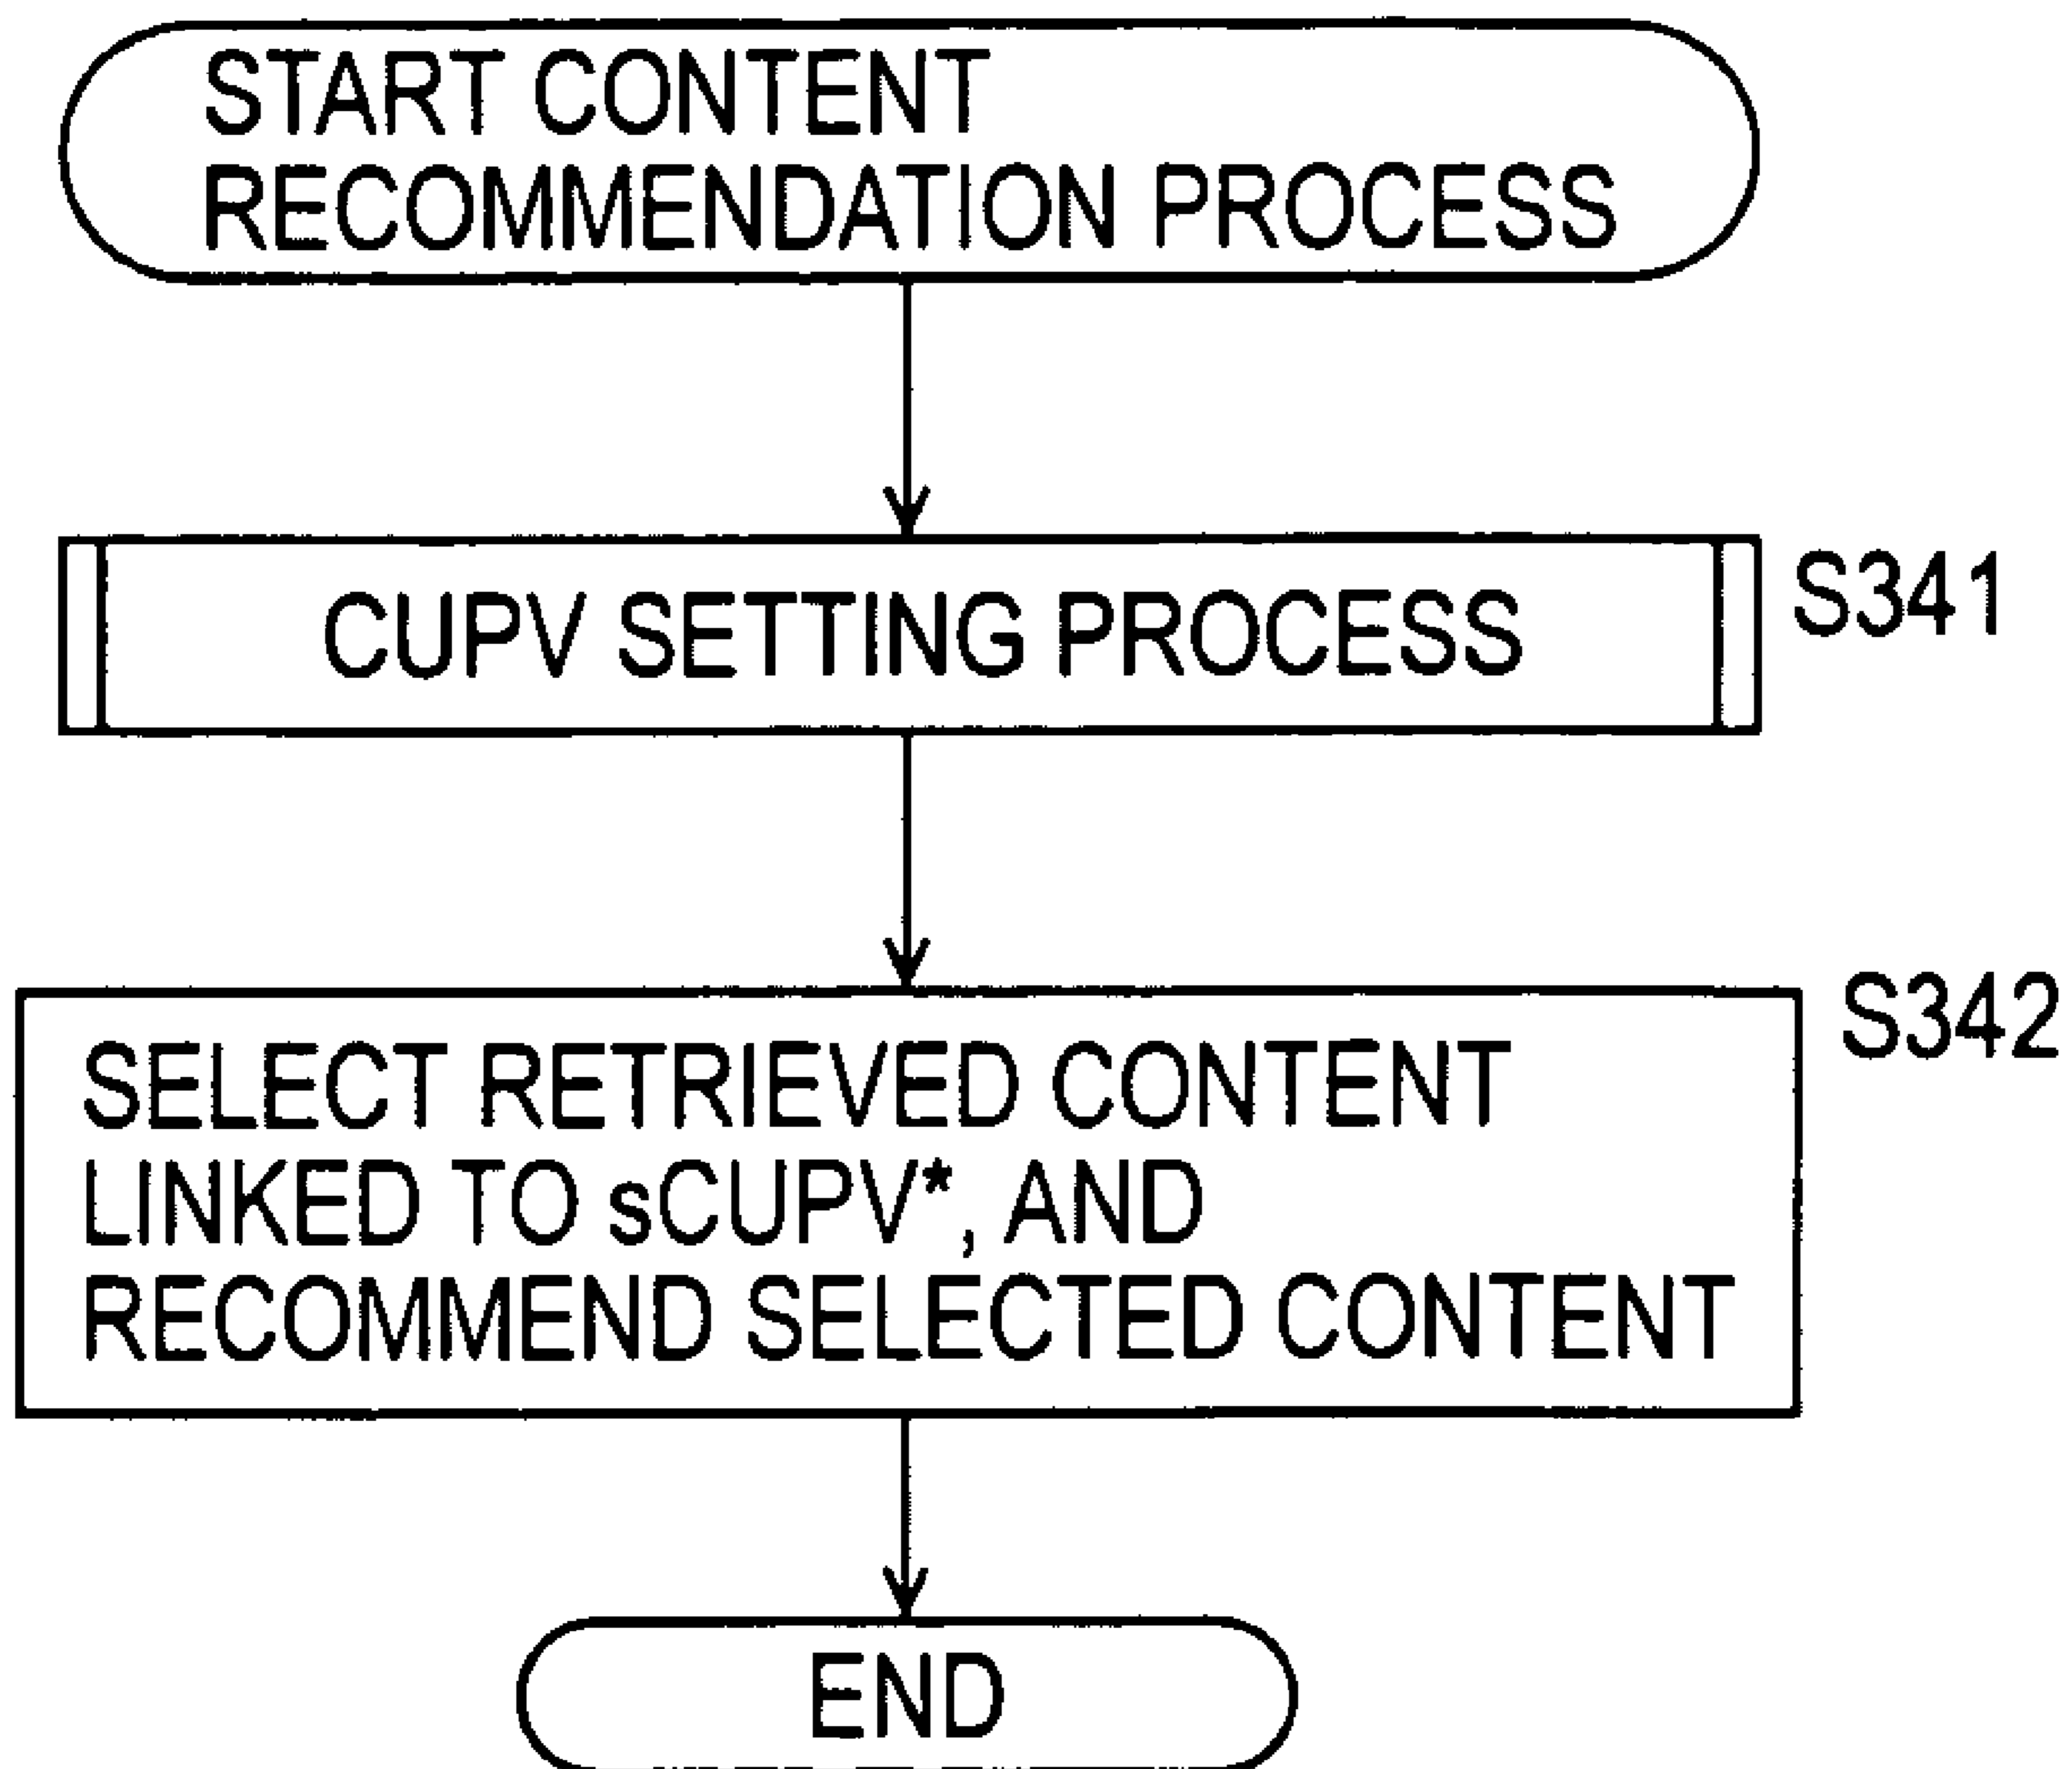 START CONTENT
RECOMMENDATION PROCESS
CUPV SETTING PROCESS
S341
S342
SELECT RETRIEVED CONTENT
LINKED TO sCUPV*, AND
RECOMMEND SELECTED CONTENT
END